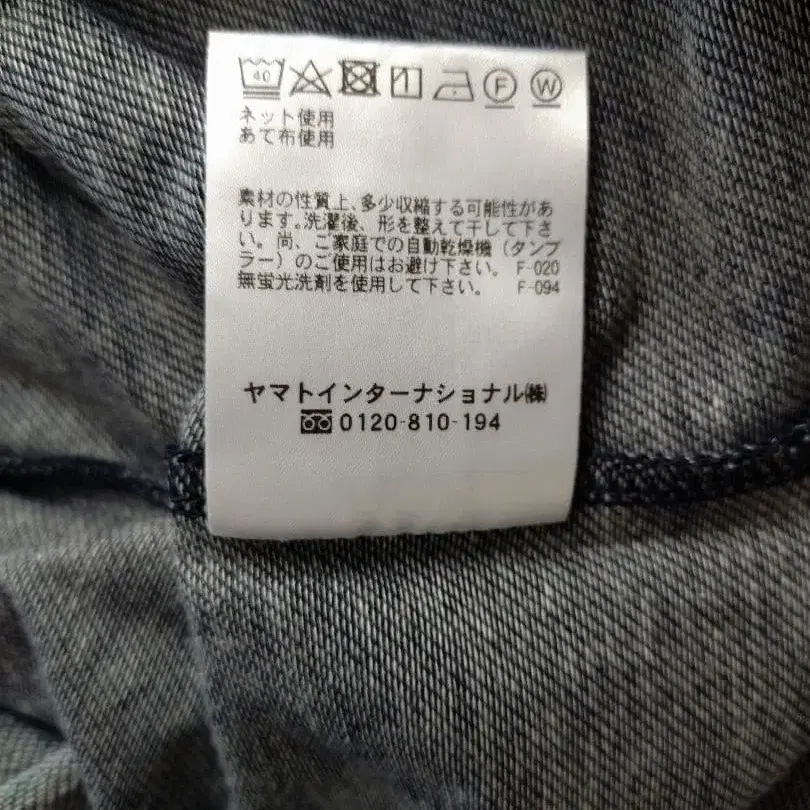 40 F W
ネット使用
あて布使用
素材の性質上、多少収縮する可能性があ
ります。洗濯後、形を整えて干して下さ
い。尚、ご家庭での自動乾燥機（タンブ
ラー）のご使用はお避け下さい。 F-020
無蛍光洗剤を使用して下さい。 F-094
ヤマトインターナショナル㈱
0120-810-194